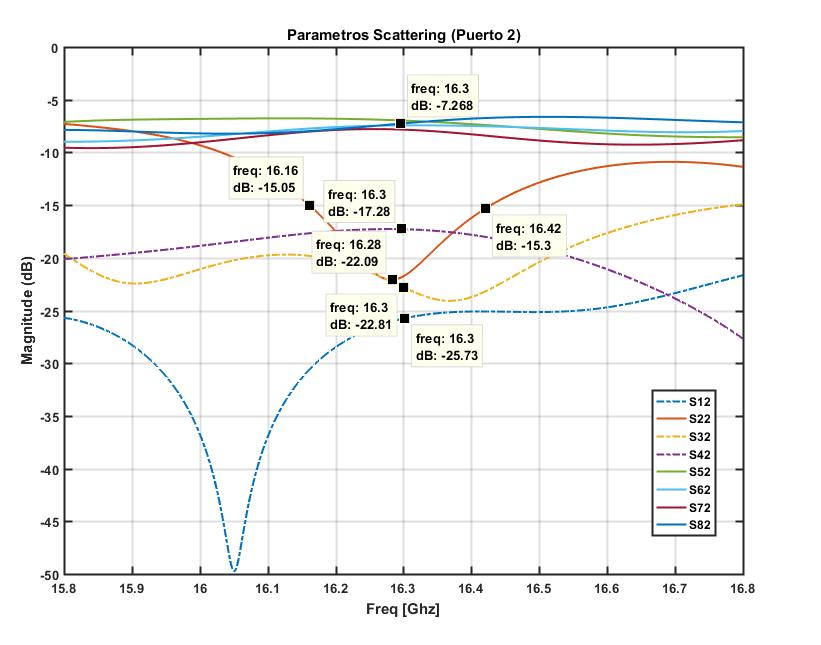 Parametros Scattering (Puerto 2)
0
-5
-10
-15
-20
-25
-30
-35
-40
-45
-50
Magnitude (dB)
freq: 16.3
dB: -7.268
freq: 16.16
dB: -15.05
freq: 16.3
dB: -17.28
freq: 16.42
dB: -15.3
freq: 16.28
dB: -22.09
freq: 16.3
dB: -22.81
freq: 16.3
dB: -25.73
S12
S22
S32
S42
S52
S62
S72
S82
15.8 15.9 16 16.1 16.2 16.3 16.4 16.5 16.6 16.7 16.8
Freq [Ghz]